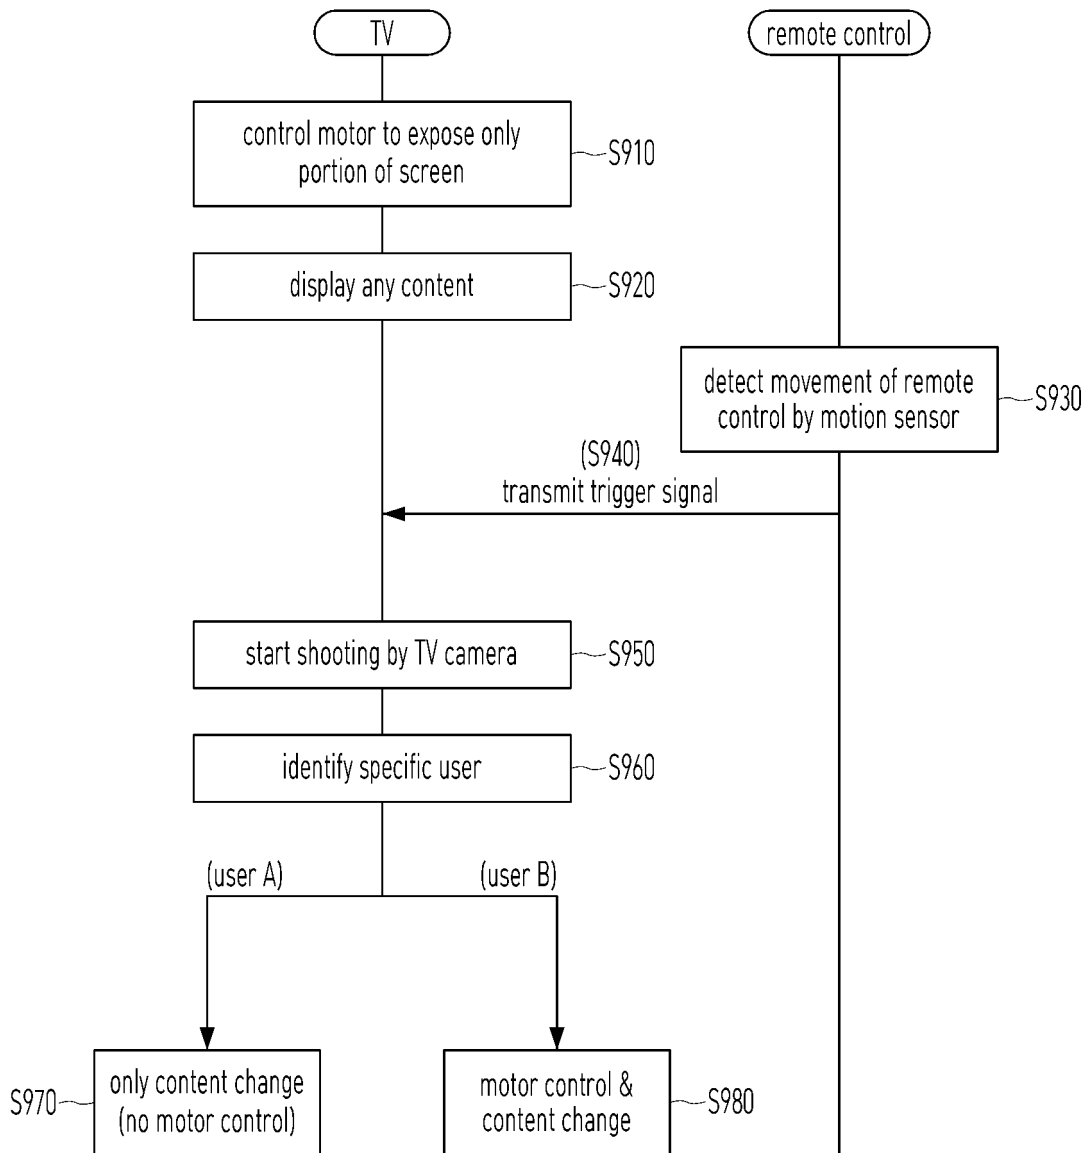 TV
remote control
control motor to expose only
portion of screen
S910
display any content
S920
detect movement of remote
control by motion sensor
S930
(S940)
transmit trigger signal
start shooting by TV camera
S950
identify specific user
S960
(user A)
(user B)
S970
only content change
(no motor control)
motor control &
content change
S980